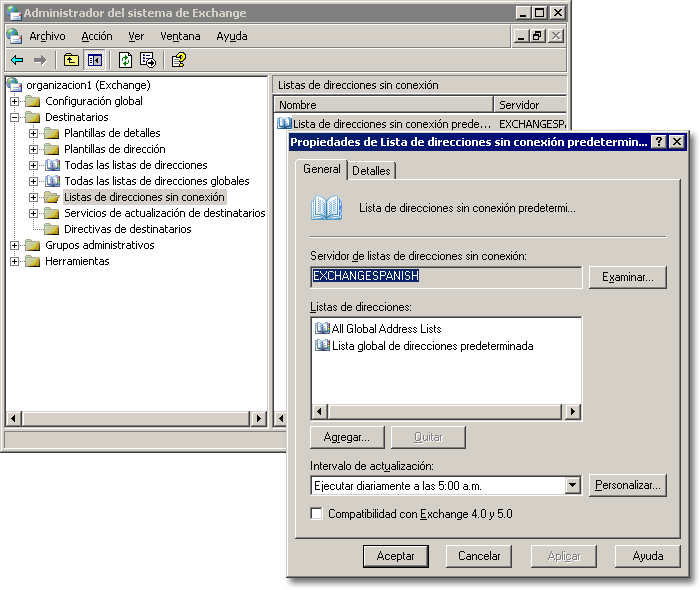 Administrador del sistema de Exchange
Archivo Acción Ver Ventana Ayuda
organizacion1 (Exchange)
Configuración global
Destinatarios
Plantillas de detalles
Plantillas de dirección
Todas las listas de direcciones
Todas las listas de direcciones globales
Listas de direcciones sin conexión
Servicios de actualización de destinatarios
Directivas de destinatarios
Grupos administrativos
Herramientas
Listas de direcciones sin conexión
Nombre Servidor
Lista de direcciones sin conexión prede... EXCHANGESPA
Propiedades de Lista de direcciones sin conexión predetermin...
General Detalles
Lista de direcciones sin conexión predetermi...
Servidor de listas de direcciones sin conexión:
EXCHANGESPANISH Examinar...
Listas de direcciones:
All Global Address Lists
Lista global de direcciones predeterminada
Agregar... Quitar
Intervalo de actualización:
Ejecutar diariamente a las 5:00 a.m. Personalizar...
Compatibilidad con Exchange 4.0 y 5.0
Aceptar Cancelar Aplicar Ayuda